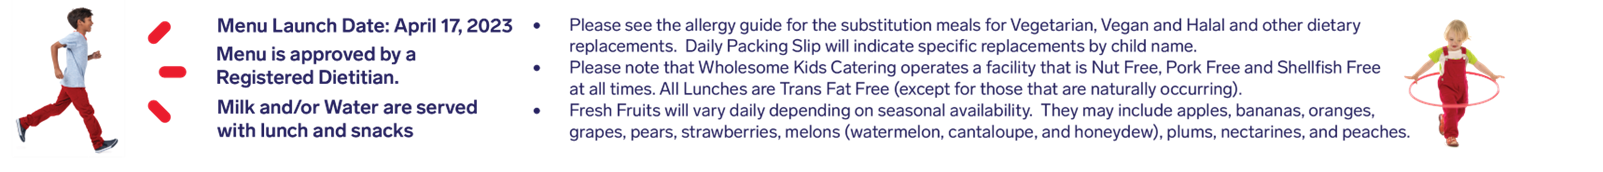 Menu Launch Date: April 17, 2023
Menu is approved by a
Registered Dietitian.
Milk and/or Water are served
with lunch and snacks
• Please see the allergy guide for the substitution meals for Vegetarian, Vegan and Halal and other dietary
replacements. Daily Packing Slip will indicate specific replacements by child name.
• Please note that Wholesome Kids Catering operates a facility that is Nut Free, Pork Free and Shellfish Free
at all times. All Lunches are Trans Fat Free (except for those that are naturally occurring).
• Fresh Fruits will vary daily depending on seasonal availability. They may include apples, bananas, oranges,
grapes, pears, strawberries, melons (watermelon, cantaloupe, and honeydew), plums, nectarines, and peaches.